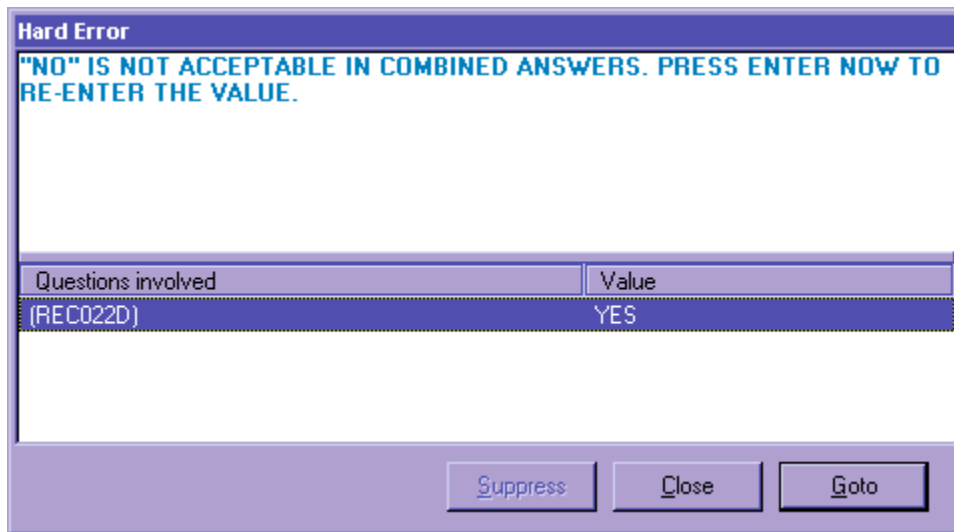 Hard Error
"NO" IS NOT ACCEPTABLE IN COMBINED ANSWERS. PRESS ENTER NOW TO
RE-ENTER THE VALUE.
Questions involved Value
(REC022D) YES
Suppress Close Goto